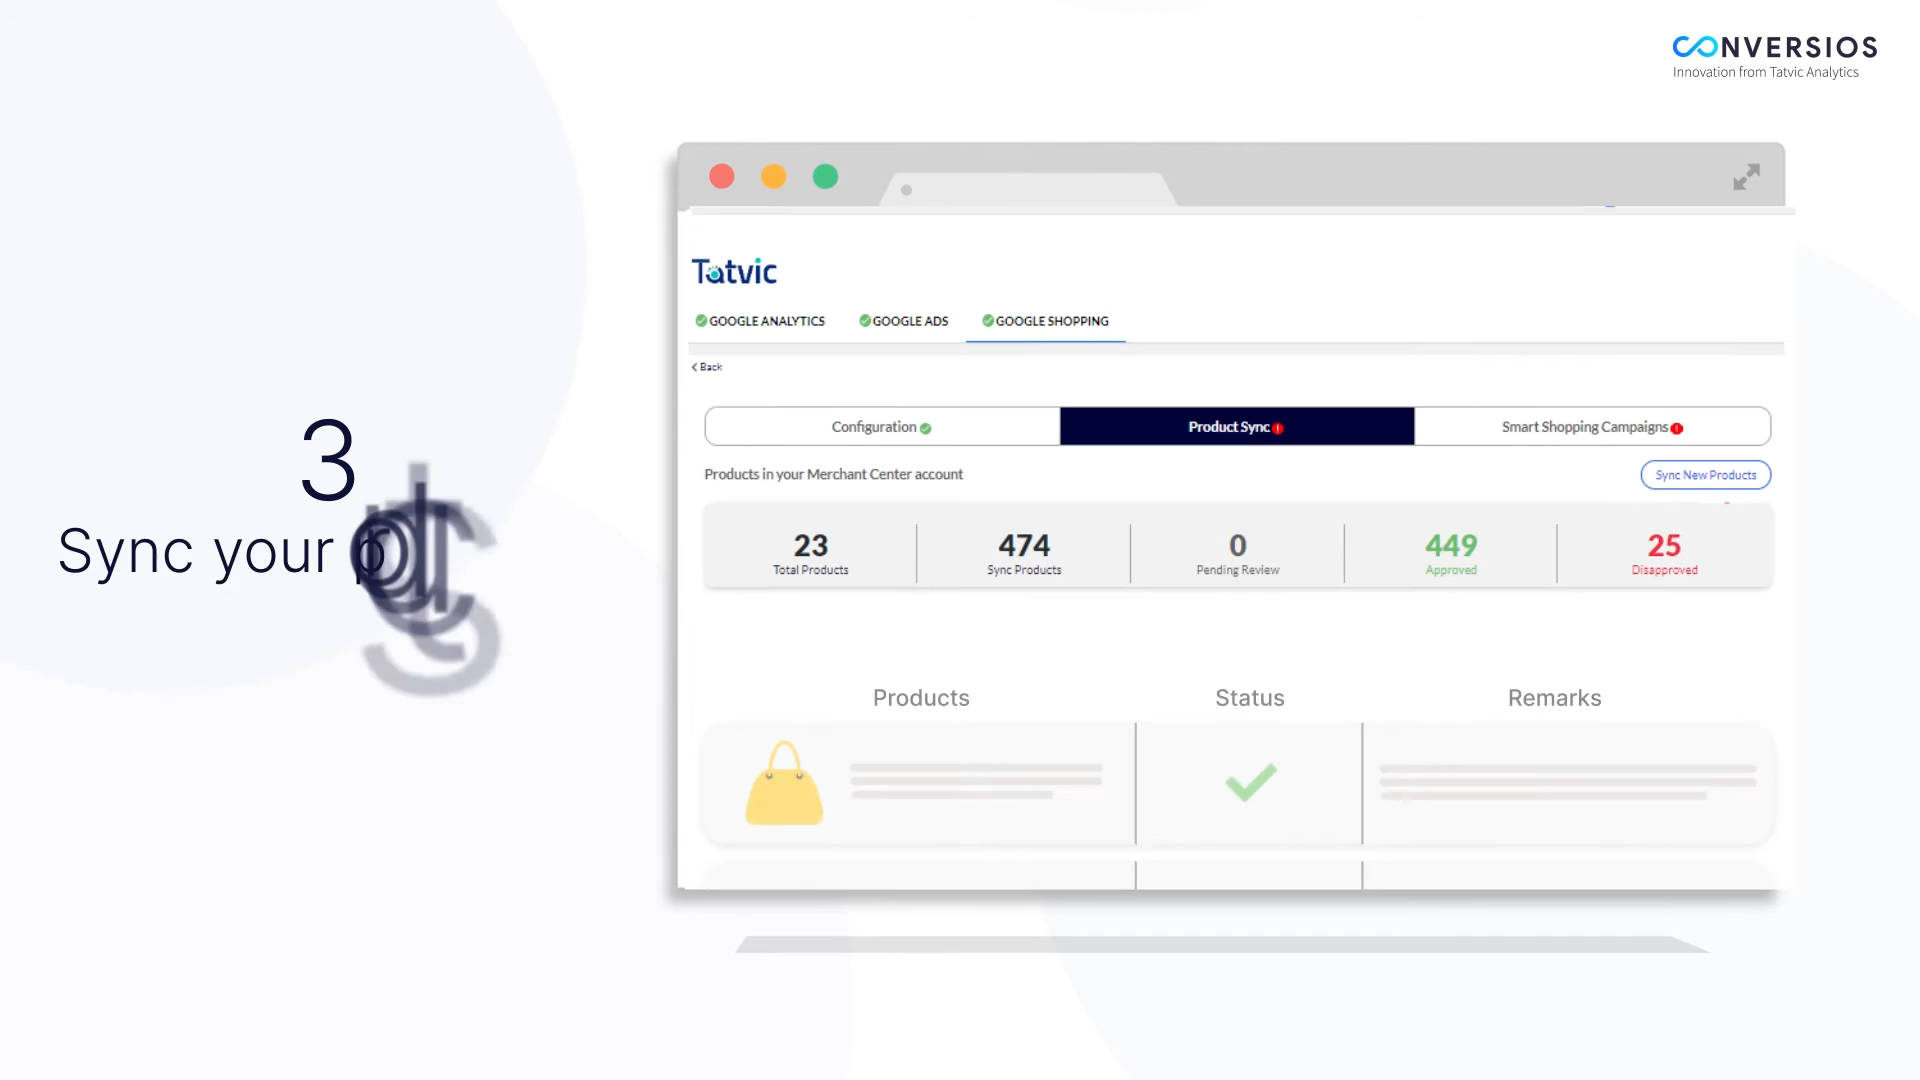 CONVERSIOS
Innovation from Tatvic Analytics
Tatvic
GOOGLE ANALYTICS
GOOGLE ADS
GOOGLE SHOPPING
Back
Configuration
Product Sync
Smart Shopping Campaigns
Products in your Merchant Center account
Sync New Products
23
Total Products
474
Sync Products
0
Pending Review
449
Approved
25
Disapproved
3
Sync your
Products
Status
Remarks